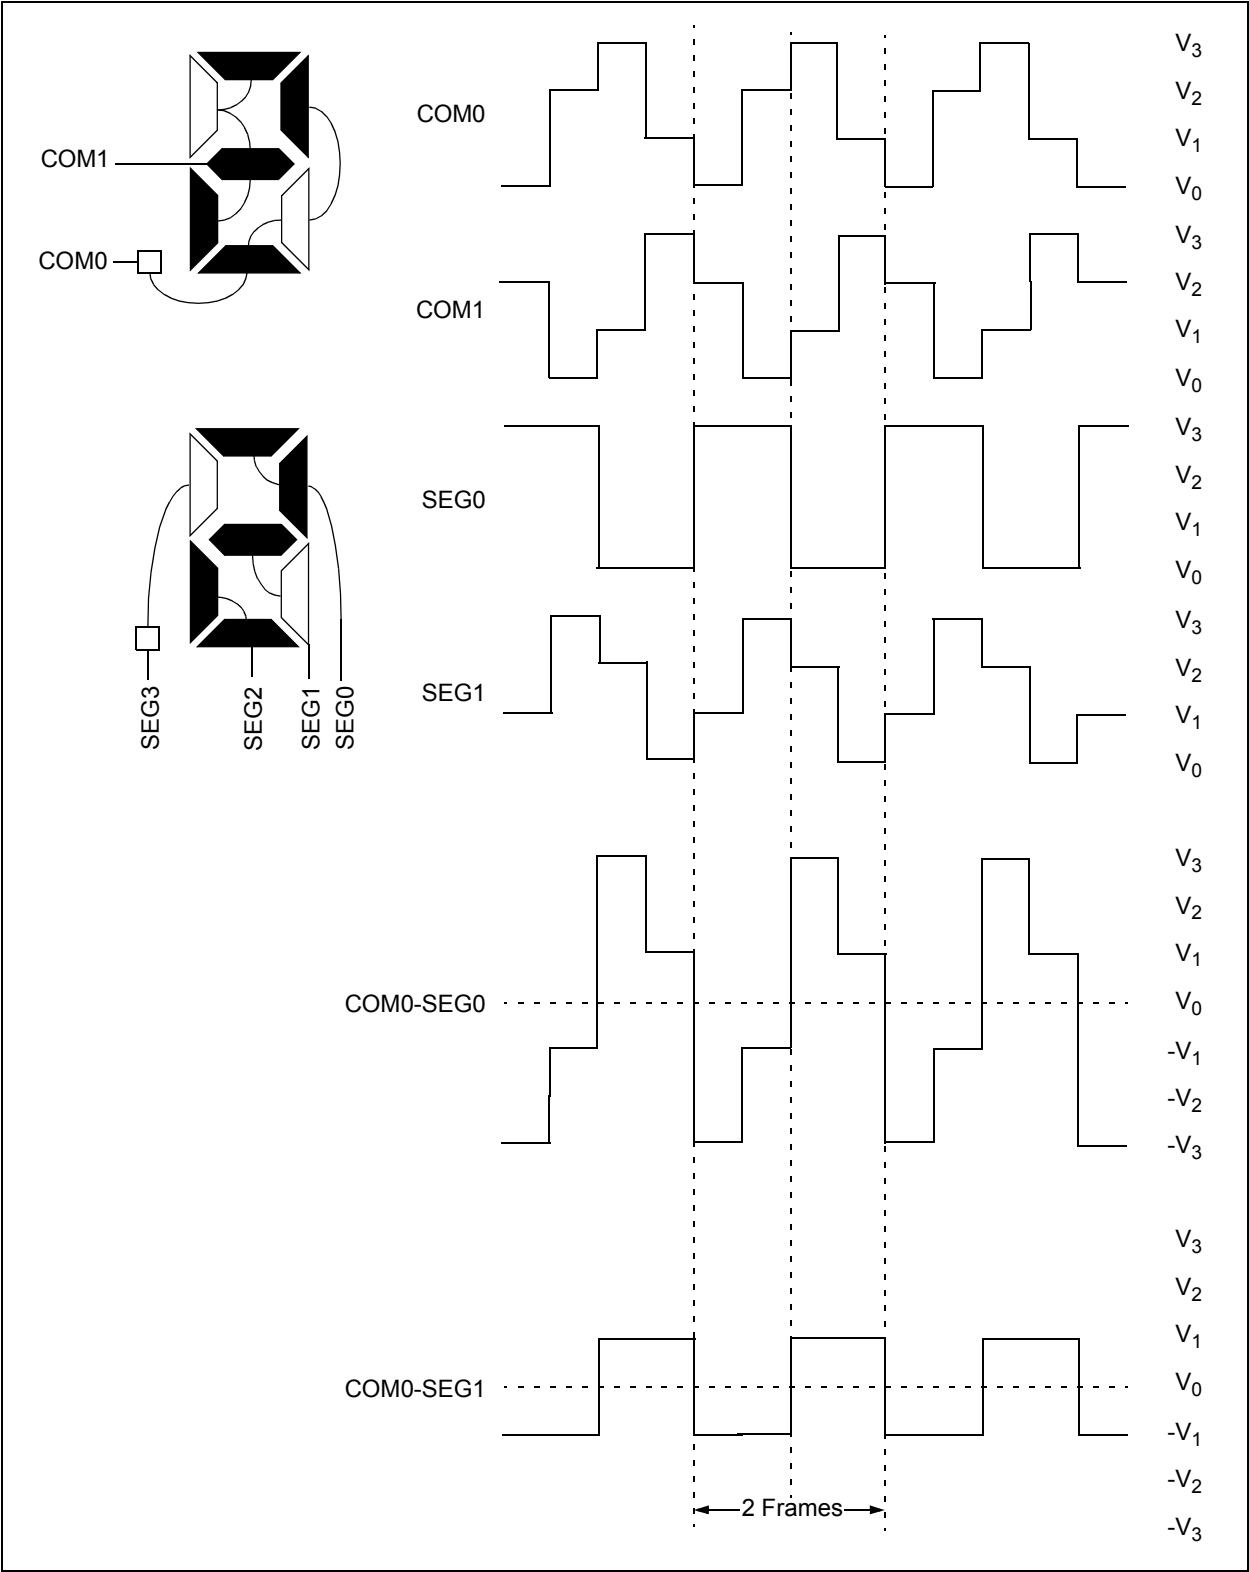 COM1
COM0
SEG3
SEG2
SEG1
SEG0
COM0
V3
V2
V1
V0
COM1
V3
V2
V1
V0
SEG0
V3
V2
V1
V0
SEG1
V3
V2
V1
V0
COM0-SEG0
V3
V2
V1
V0
-V1
-V2
-V3
COM0-SEG1
V3
V2
V1
V0
-V1
-V2
-V3
2 Frames